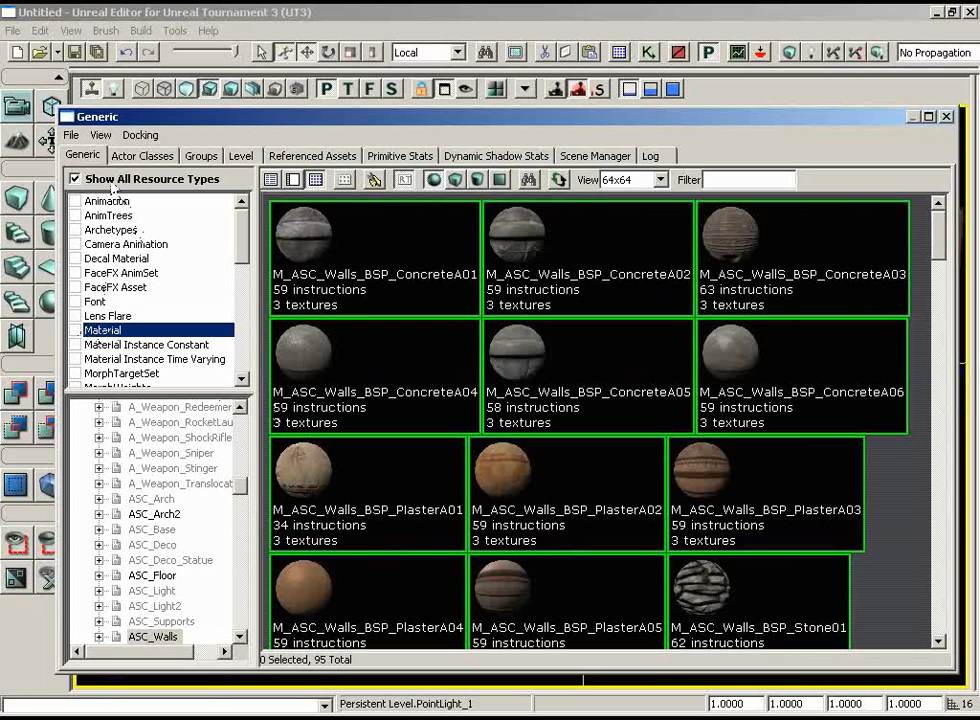 Untitled - Unreal Editor for Unreal Tournament 3 (UT3)
File Edit View Brush Build Tools Help
Local
K
P
No Propagation
P T F S
.S
Generic
File View Docking
Generic Actor Classes Groups Level Referenced Assets Primitive Stats Dynamic Shadow Stats Scene Manager Log
Show All Resource Types
View 64x64 Filter
Animation
AnimTrees
Archetypes
Camera Animation
Decal Material
FaceFX AnimSet
FaceFX Asset
Font
Lens Flare
Material
Material Instance Constant
Material Instance Time Varying
MorphTargetSet
MorphWeights
A_Weapon_Redeemer
A_Weapon_RocketLau
A_Weapon_ShockRifle
A_Weapon_Sniper
A_Weapon_Stinger
A_Weapon_Translocat
ASC_Arch
ASC_Arch2
ASC_Base
ASC_Deco
ASC_Deco_Statue
ASC_Floor
ASC_Light
ASC_Light2
ASC_Supports
ASC_Walls
M_ASC_Walls_BSP_ConcreteA01
59 instructions
3 textures
M_ASC_Walls_BSP_ConcreteA02
59 instructions
3 textures
M_ASC_WallS_BSP_ConcreteA03
63 instructions
3 textures
M_ASC_Walls_BSP_ConcreteA04
59 instructions
3 textures
M_ASC_Walls_BSP_ConcreteA05
58 instructions
3 textures
M_ASC_Walls_BSP_ConcreteA06
59 instructions
3 textures
M_ASC_Walls_BSP_PlasterA01
34 instructions
3 textures
M_ASC_Walls_BSP_PlasterA02
59 instructions
3 textures
M_ASC_Walls_BSP_PlasterA03
59 instructions
3 textures
M_ASC_Walls_BSP_PlasterA04
59 instructions
M_ASC_Walls_BSP_PlasterA05
59 instructions
M_ASC_Walls_BSP_Stone01
62 instructions
0 Selected, 95 Total
Persistent Level.PointLight_1
1.0000 1.0000 1.0000 1.0000 16